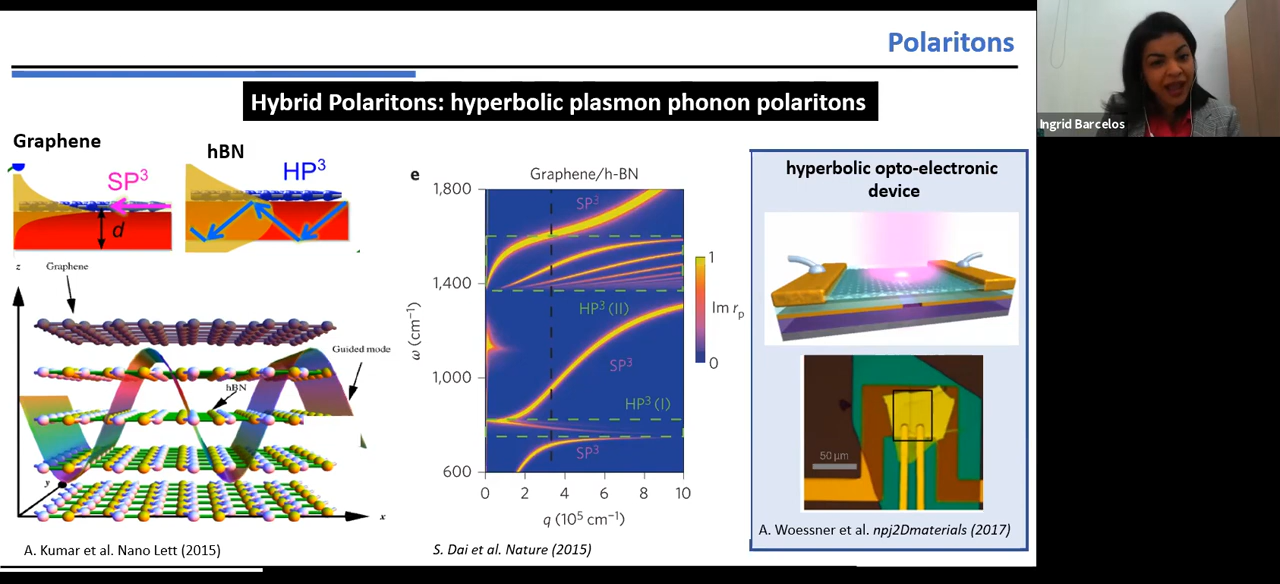 Polaritons
Hybrid Polaritons: hyperbolic plasmon phonon polaritons
Graphene
hBN
SP³
HP³
d
z
Graphene
Guided mode
hBN
y
x
A. Kumar et al. Nano Lett (2015)
e
Graphene/h-BN
1,800
1,400
1,000
600
ω (cm⁻¹)
SP³
HP³ (II)
SP³
HP³ (I)
SP³
0 2 4 6 8 10
q (10⁵ cm⁻¹)
1
Im rₚ
0
S. Dai et al. Nature (2015)
hyperbolic opto-electronic
device
50 μm
A. Woessner et al. npj2Dmaterials (2017)
Ingrid Barcelos